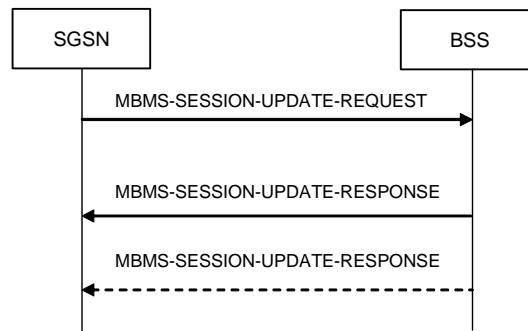 SGSN
BSS
MBMS-SESSION-UPDATE-REQUEST
MBMS-SESSION-UPDATE-RESPONSE
MBMS-SESSION-UPDATE-RESPONSE